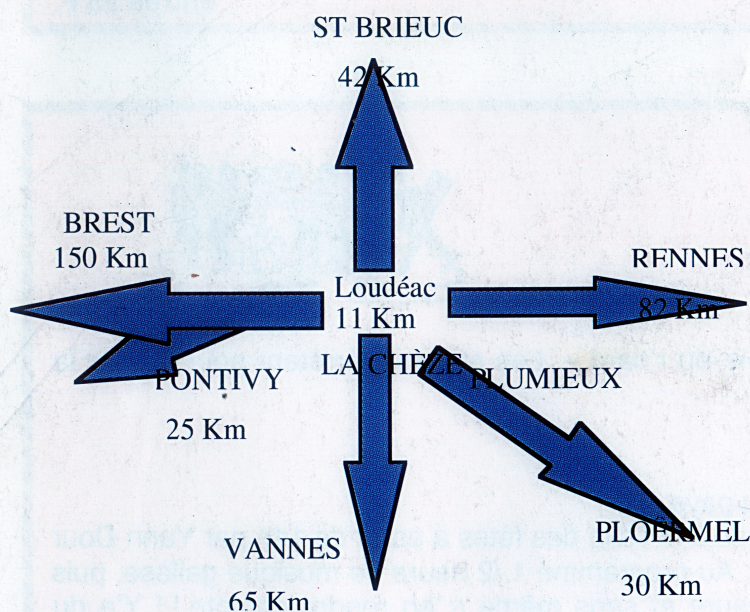 ST BRIEUC
42 Km
BREST
150 Km
RENNES
82 Km
Loudéac
11 Km
LA CHÈZE PLUMIEUX
PONTIVY
25 Km
VANNES
65 Km
PLOËRMEL
30 Km